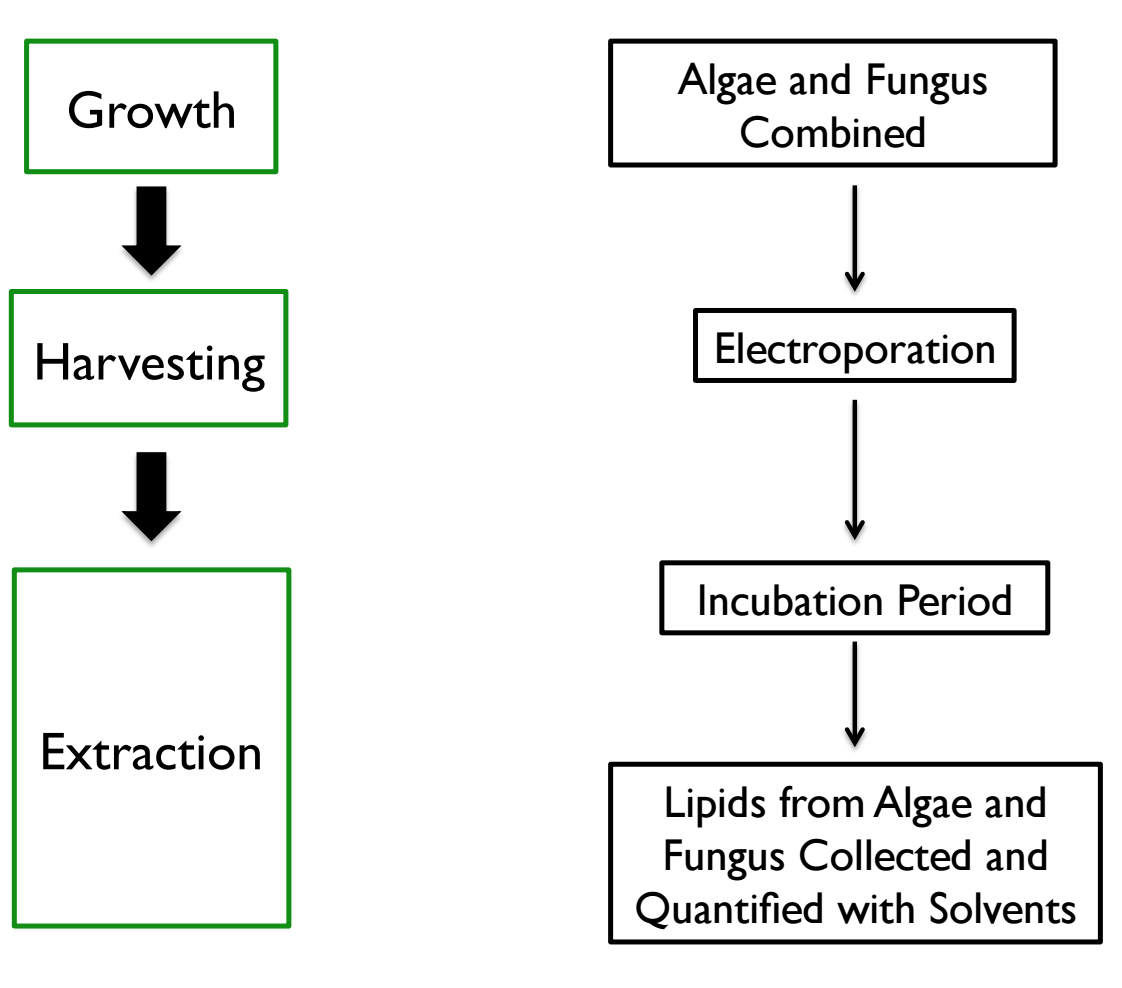 Growth
Harvesting
Extraction
Algae and Fungus
Combined
Electroporation
Incubation Period
Lipids from Algae and
Fungus Collected and
Quantified with Solvents